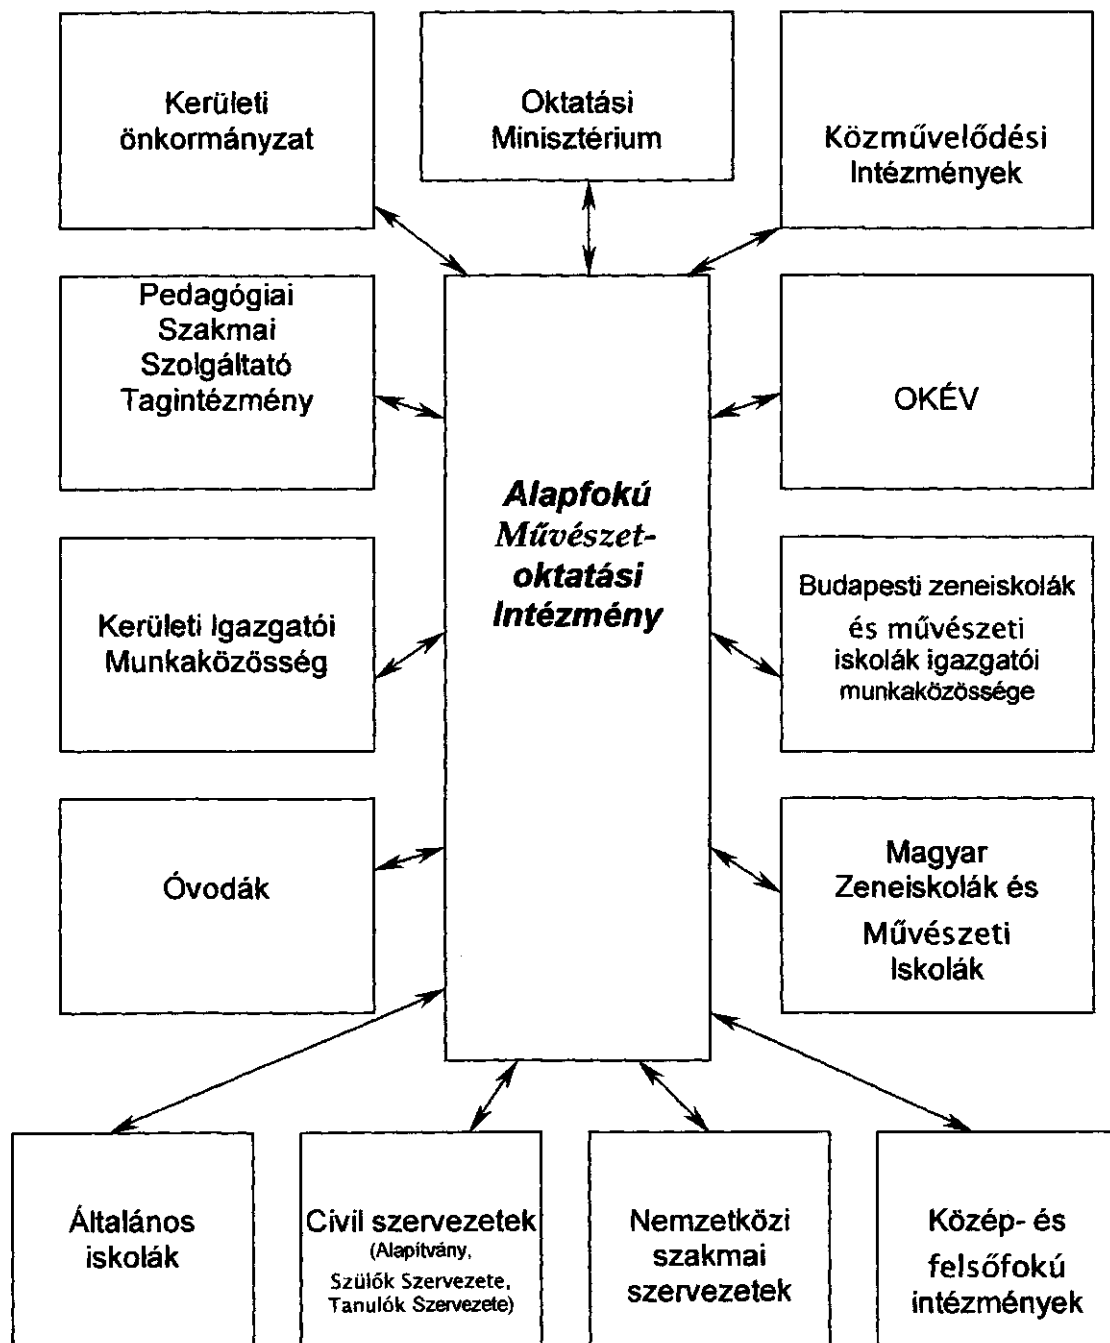 Kerületi
önkormányzat
Oktatási
Minisztérium
Közművelődési
Intézmények
Pedagógiai
Szakmai
Szolgáltató
Tagintézmény
OKÉV
Alapfokú
Művészet-
oktatási
Intézmény
Kerületi Igazgatói
Munkaközösség
Budapesti zeneiskolák
és művészeti
iskolák igazgatói
munkaközössége
Óvodák
Magyar
Zeneiskolák és
Művészeti
Iskolák
Általános
iskolák
Civil szervezetek
(Alapítvány,
Szülők Szervezete,
Tanulók Szervezete)
Nemzetközi
szakmai
szervezetek
Közép- és
felsőfokú
intézmények